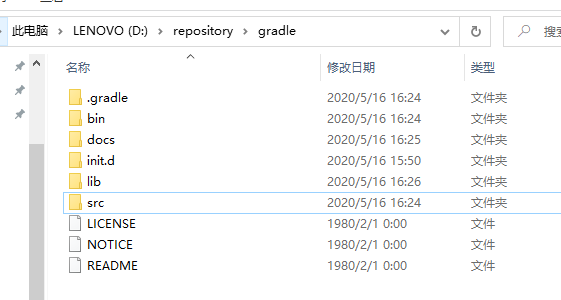 此电脑 > LENOVO (D:) > repository > gradle 搜索
名称 修改日期 类型
.gradle 2020/5/16 16:24 文件夹
bin 2020/5/16 16:24 文件夹
docs 2020/5/16 16:25 文件夹
init.d 2020/5/16 15:50 文件夹
lib 2020/5/16 16:26 文件夹
src 2020/5/16 16:24 文件夹
LICENSE 1980/2/1 0:00 文件
NOTICE 1980/2/1 0:00 文件
README 1980/2/1 0:00 文件